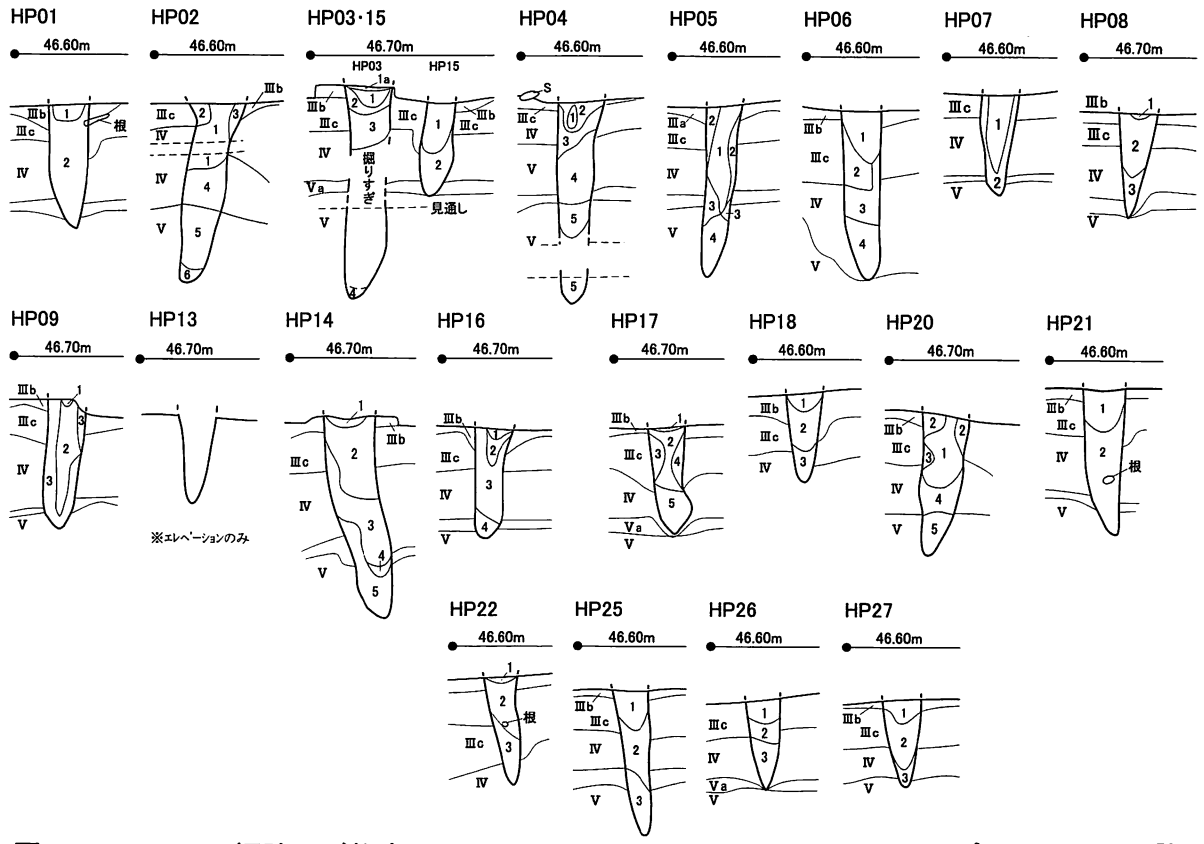 HP01 HP02 HP03・15 HP04 HP05 HP06 HP07 HP08
46.60m 46.60m 46.70m 46.60m 46.60m 46.60m 46.60m 46.70m
HP03 1a HP15
S
Ⅲb 1 根 Ⅲc 2 Ⅳ
Ⅲc 2 3 Ⅲb 1 Ⅳ 1 Ⅳ 4 Ⅴ 5 6
Ⅲb 2 1 Ⅲc 3 Ⅳ 掘りすぎ Ⅴa Ⅴ 4 1 Ⅲb Ⅲc 2 見通し
Ⅲc 1 2 Ⅳ 3 4 5 Ⅴ 5
Ⅲa 2 Ⅲc 1 2 Ⅳ 3 3 Ⅴ 4
Ⅲb 1 Ⅲc 2 Ⅳ 3 4 Ⅴ
Ⅲc 1 Ⅳ Ⅴ 2
Ⅲb 1 Ⅲc 2 Ⅳ 3 Ⅴ
HP09 HP13 HP14 HP16 HP17 HP18 HP20 HP21
46.70m 46.70m 46.70m 46.70m 46.70m 46.60m 46.70m 46.60m
Ⅲb 1 Ⅲc 3 2 Ⅳ 3 Ⅴ
※エレベーションのみ
1 Ⅲb 2 Ⅲc Ⅳ 3 4 Ⅴ 5
Ⅲb 1 2 Ⅲc 3 Ⅳ 4 Ⅴ
Ⅲb 1 2 Ⅲc 3 4 Ⅳ 5 Ⅴa Ⅴ
1 Ⅲb 2 Ⅲc 3 Ⅳ
Ⅲb 2 2 Ⅲc 1 3 Ⅳ 4 Ⅴ 5
Ⅲb 1 Ⅲc 2 根 Ⅳ Ⅴ
HP22 HP25 HP26 HP27
46.60m 46.60m 46.60m 46.60m
1 2 根 Ⅲc 3 Ⅳ
Ⅲb 1 Ⅲc Ⅳ 2 Ⅴ 3
1 Ⅲc 2 Ⅳ 3 Ⅴa Ⅴ
Ⅲb 1 Ⅲc 2 Ⅳ 3 Ⅴ